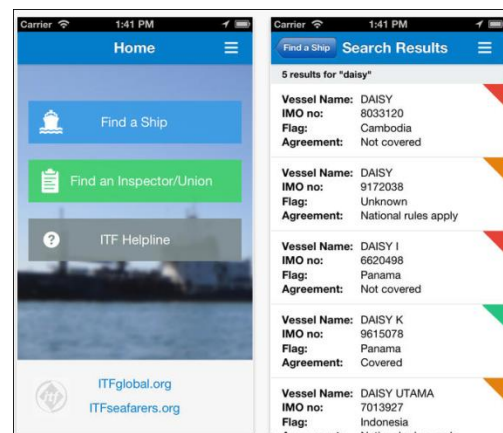 Carrier 1:41 PM
Home
Find a Ship
Find an Inspector/Union
ITF Helpline
itf
ITFglobal.org
ITFseafarers.org
Carrier 1:41 PM
Find a Ship Search Results
5 results for "daisy"
Vessel Name: DAISY
IMO no: 8033120
Flag: Cambodia
Agreement: Not covered
Vessel Name: DAISY
IMO no: 9172038
Flag: Unknown
Agreement: National rules apply
Vessel Name: DAISY I
IMO no: 6620498
Flag: Panama
Agreement: Not covered
Vessel Name: DAISY K
IMO no: 9615078
Flag: Panama
Agreement: Covered
Vessel Name: DAISY UTAMA
IMO no: 7013927
Flag: Indonesia